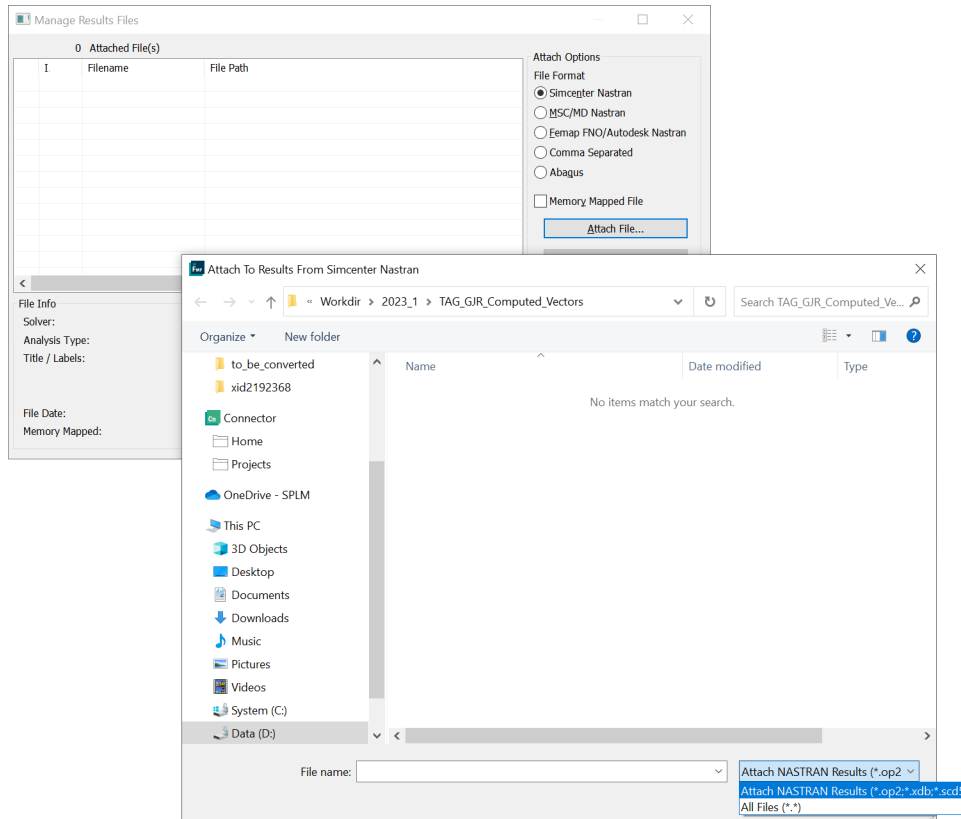 Manage Results Files
0 Attached File(s)
I. Filename File Path
Attach Options
File Format
Simcenter Nastran
MSC/MD Nastran
Femap FNO/Autodesk Nastran
Comma Separated
Abaqus
Memory Mapped File
Attach File...
File Info
Solver:
Analysis Type:
Title / Labels:
File Date:
Memory Mapped:
Attach To Results From Simcenter Nastran
« Workdir > 2023_1 > TAG_GJR_Computed_Vectors
Search TAG_GJR_Computed_Ve...
Organize New folder
Name Date modified Type
No items match your search.
to_be_converted
xid2192368
Connector
Home
Projects
OneDrive - SPLM
This PC
3D Objects
Desktop
Documents
Downloads
Music
Pictures
Videos
System (C:)
Data (D:)
File name: Attach NASTRAN Results (*.op2
Attach NASTRAN Results (*.op2;*.xdb;*.scd5
All Files (*.*)